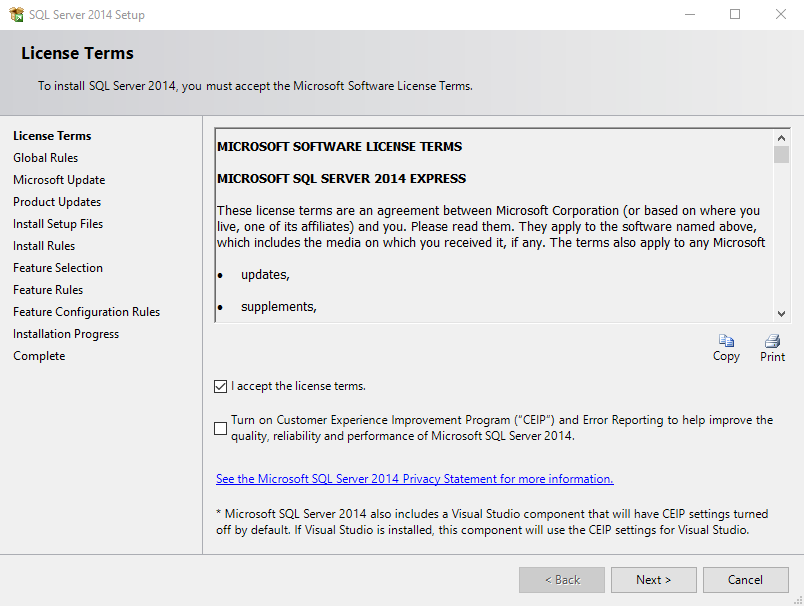 SQL Server 2014 Setup
License Terms
To install SQL Server 2014, you must accept the Microsoft Software License Terms.
License Terms
Global Rules
Microsoft Update
Product Updates
Install Setup Files
Install Rules
Feature Selection
Feature Rules
Feature Configuration Rules
Installation Progress
Complete
MICROSOFT SOFTWARE LICENSE TERMS
MICROSOFT SQL SERVER 2014 EXPRESS
These license terms are an agreement between Microsoft Corporation (or based on where you
live, one of its affiliates) and you. Please read them. They apply to the software named above,
which includes the media on which you received it, if any. The terms also apply to any Microsoft
• updates,
• supplements,
Copy
Print
I accept the license terms.
Turn on Customer Experience Improvement Program (“CEIP”) and Error Reporting to help improve the
quality, reliability and performance of Microsoft SQL Server 2014.
See the Microsoft SQL Server 2014 Privacy Statement for more information.
* Microsoft SQL Server 2014 also includes a Visual Studio component that will have CEIP settings turned
off by default. If Visual Studio is installed, this component will use the CEIP settings for Visual Studio.
< Back
Next >
Cancel